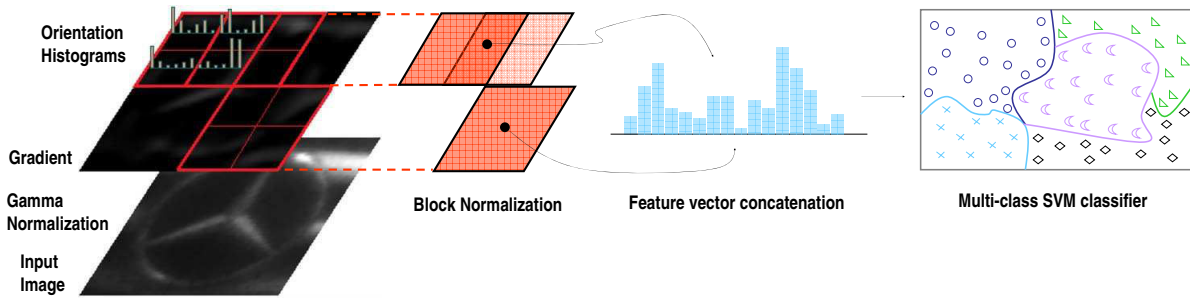 Orientation
Histograms
Gradient
Gamma
Normalization
Input
Image
Block Normalization
Feature vector concatenation
Multi-class SVM classifier